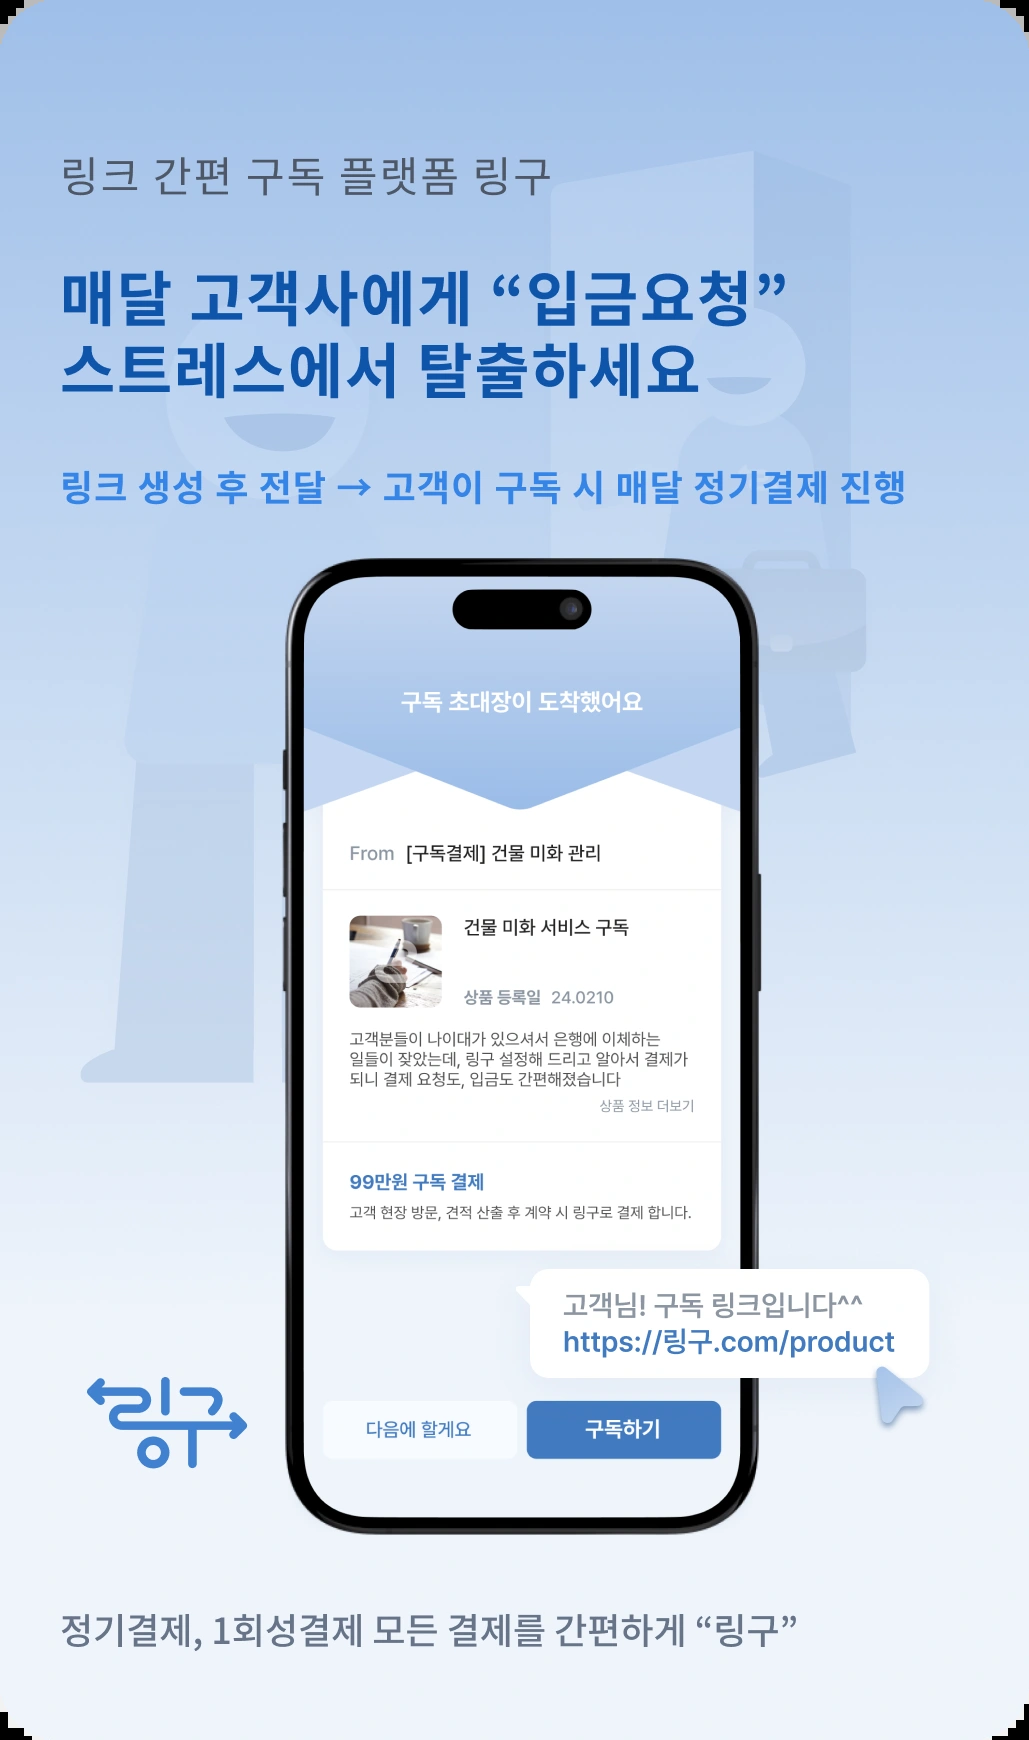 링크 간편 구독 플랫폼 링구
매달 고객사에게 “입금요청”
스트레스에서 탈출하세요
링크 생성 후 전달 → 고객이 구독 시 매달 정기결제 진행
구독 초대장이 도착했어요
From [구독결제] 건물 미화 관리
건물 미화 서비스 구독
상품 등록일 24.0210
고객분들이 나이대가 있으셔서 은행에 이체하는
일들이 잦았는데, 링구 설정해 드리고 알아서 결제가
되니 결제 요청도, 입금도 간편해졌습니다
상품 정보 더보기
99만원 구독 결제
고객 현장 방문, 견적 산출 후 계약 시 링구로 결제 합니다.
고객님! 구독 링크입니다^^
https://링구.com/product
링구
다음에 할게요
구독하기
정기결제, 1회성결제 모든 결제를 간편하게 “링구”